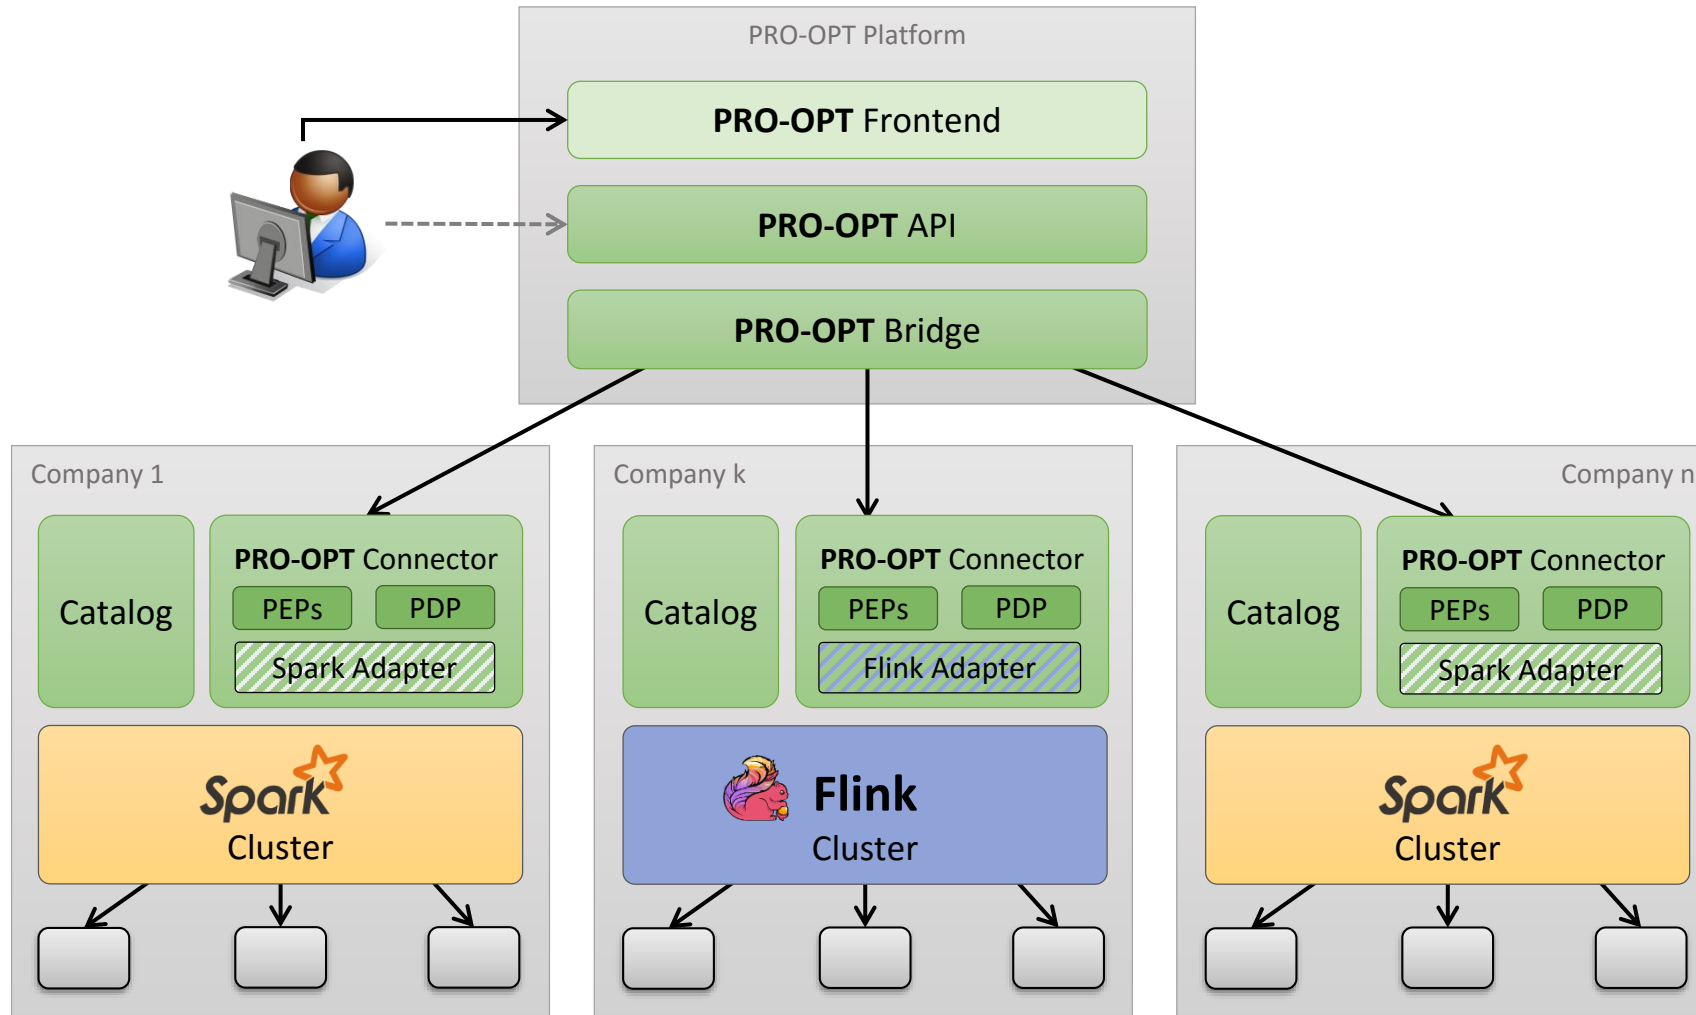 PRO-OPT Platform
PRO-OPT Frontend
PRO-OPT API
PRO-OPT Bridge
Company 1
Catalog
PRO-OPT Connector
PEPs
PDP
Spark Adapter
Spark
Cluster
Company k
Catalog
PRO-OPT Connector
PEPs
PDP
Flink Adapter
Flink
Cluster
Company n
Catalog
PRO-OPT Connector
PEPs
PDP
Spark Adapter
Spark
Cluster